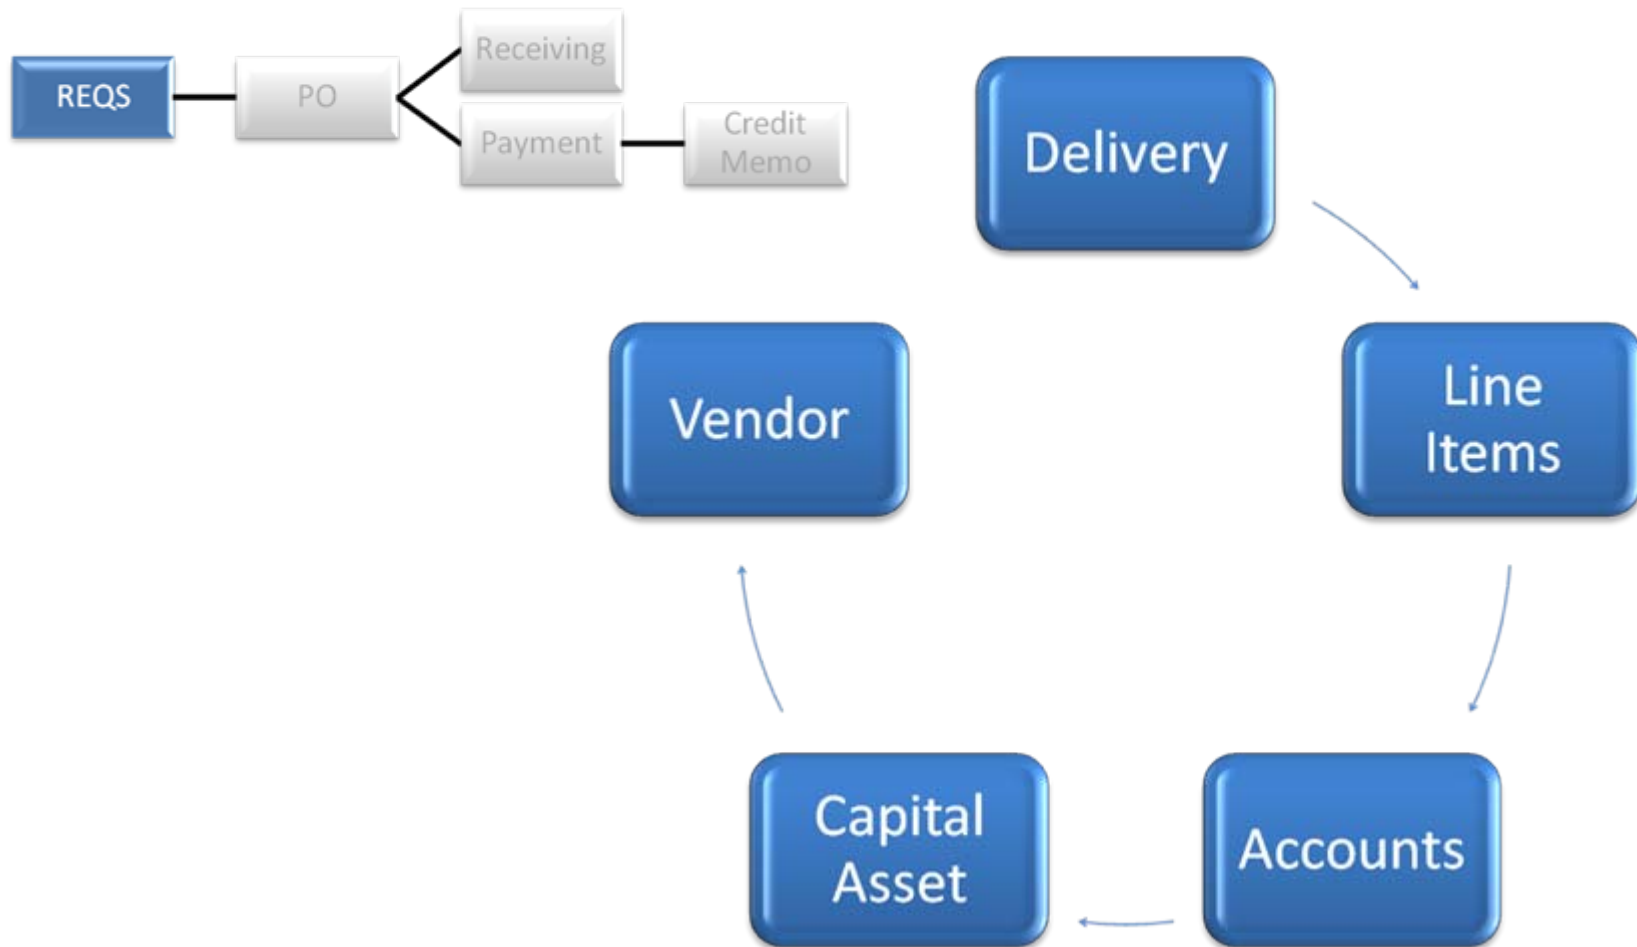 REQS
PO
Receiving
Payment
Credit
Memo
Delivery
Line
Items
Accounts
Capital
Asset
Vendor